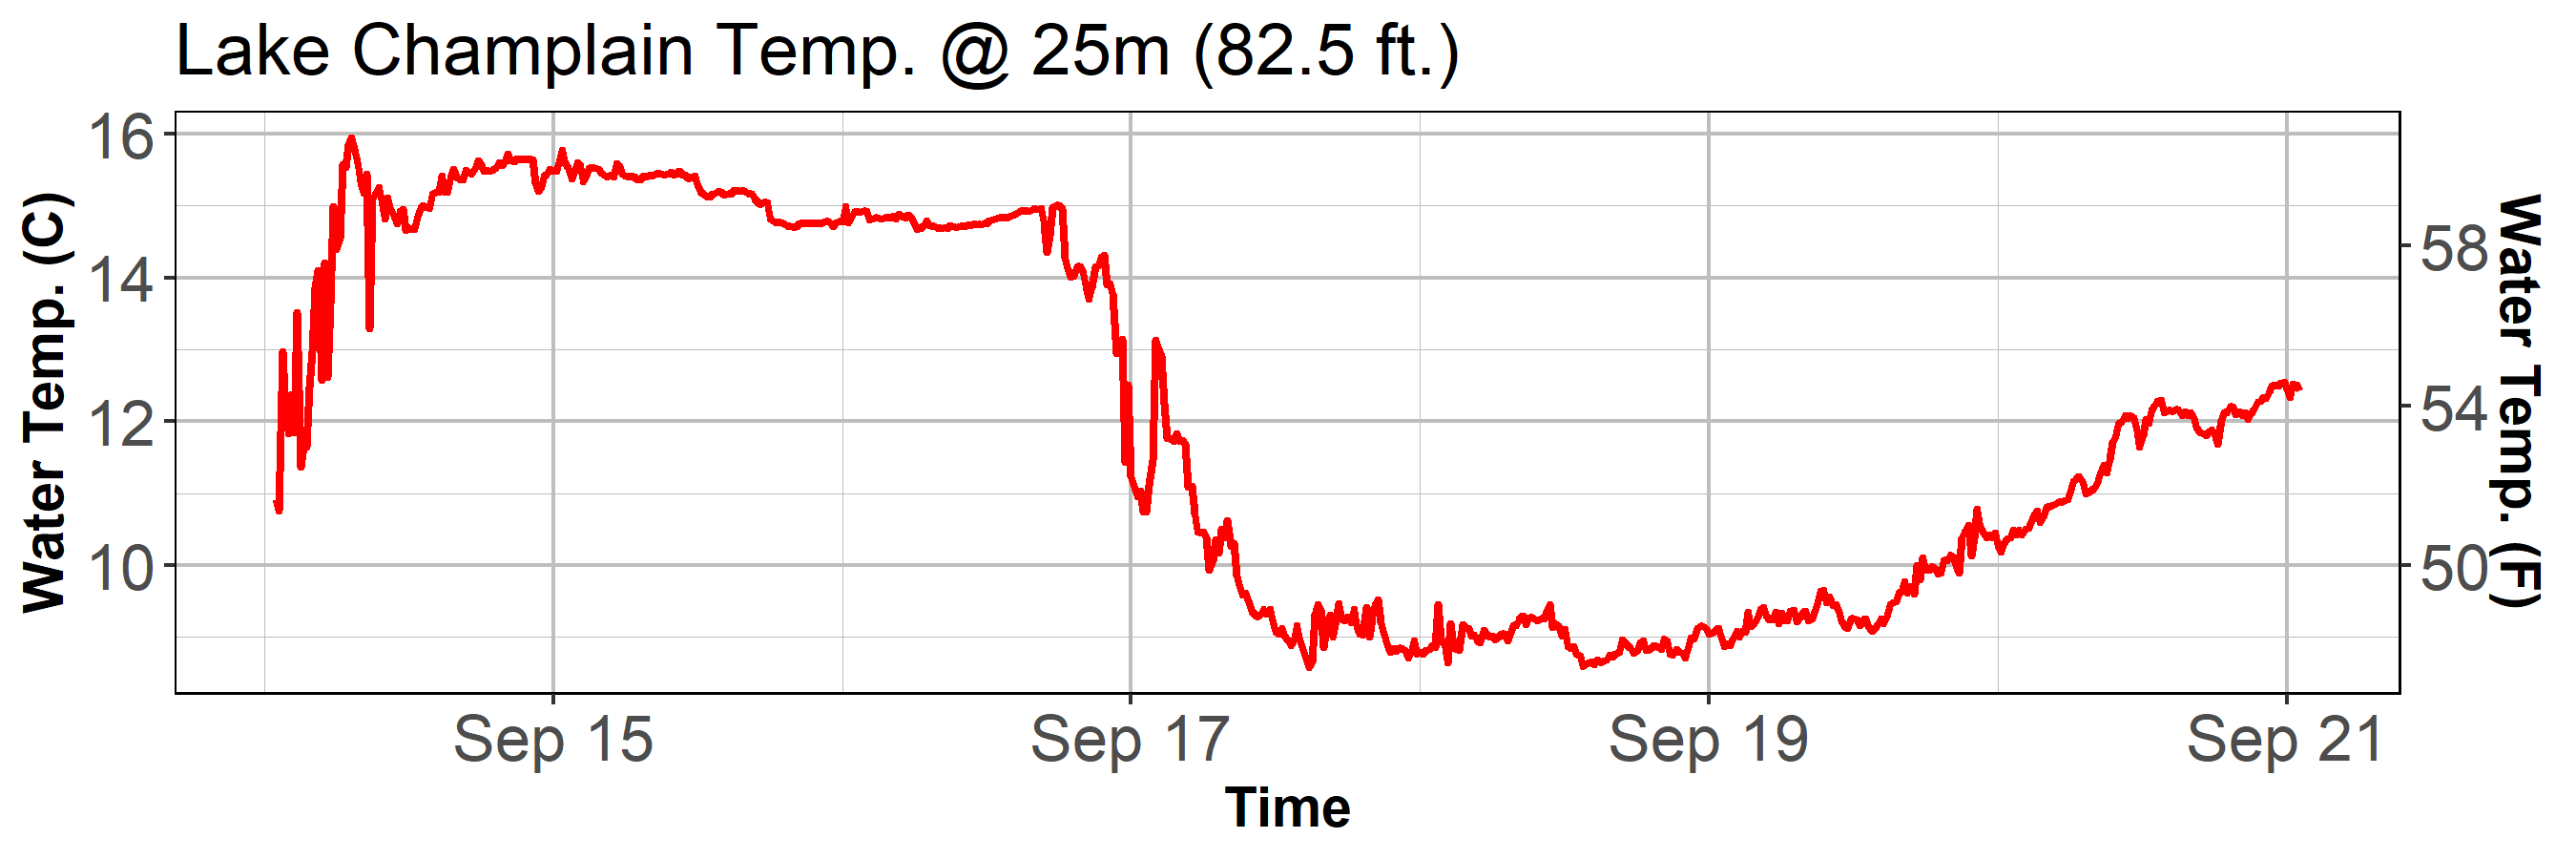 Lake Champlain Temp. @ 25m (82.5 ft.)
Water Temp. (C)
16
14
12
10
58
54
50
Water Temp. (F)
Sep 15 Sep 17 Sep 19 Sep 21
Time